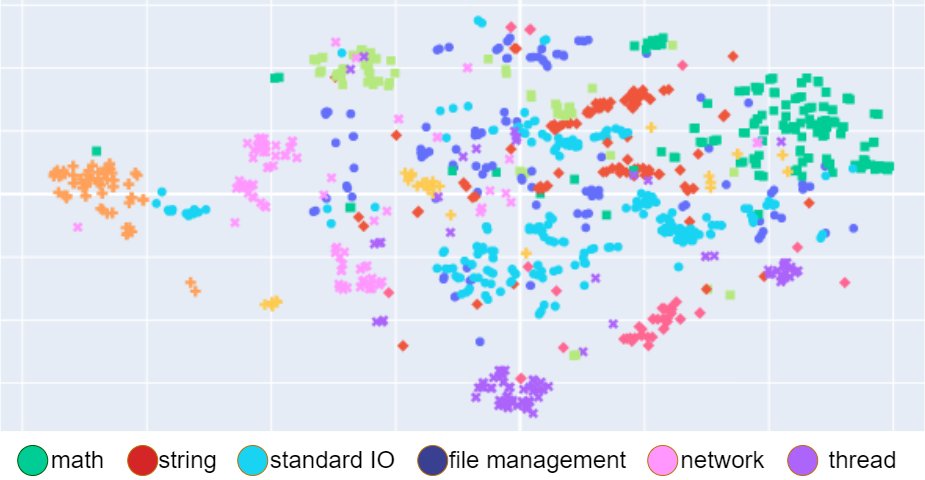 math string standard IO file management network thread